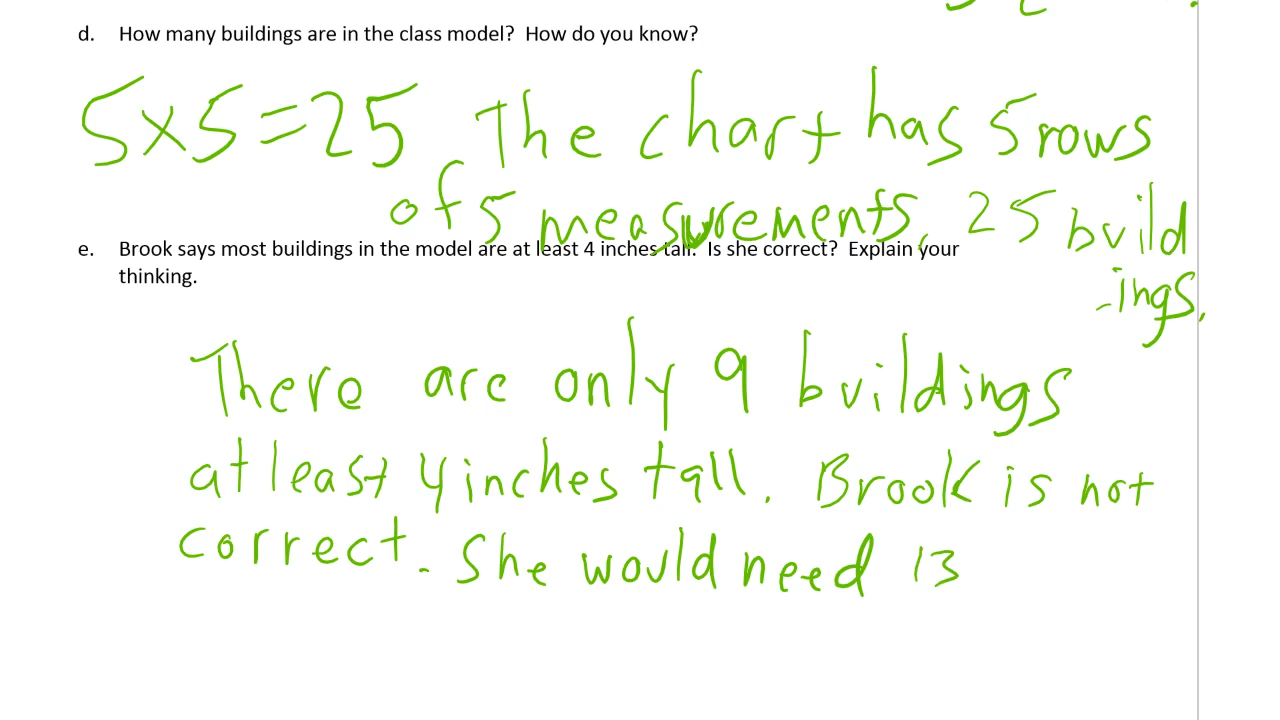 d. How many buildings are in the class model? How do you know?
5x5=25 The chart has 5 rows
of 5 measurements. 25 build
-ings.
e. Brook says most buildings in the model are at least 4 inches tall. Is she correct? Explain your
thinking.
There are only 9 buildings
at least 4 inches tall. Brook is not
correct. She would need 13